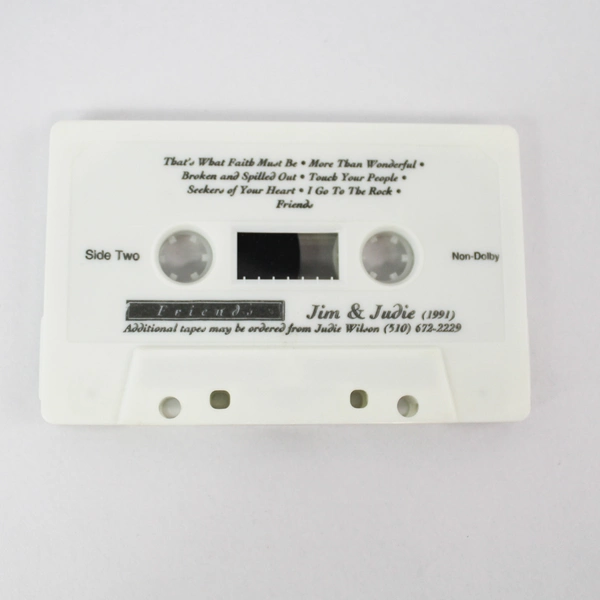 That's What Faith Must Be • More Than Wonderful •
Broken and Spilled Out • Touch Your People •
Seekers of Your Heart • I Go To The Rock •
Friends
Side Two
Non-Dolby
Friends
Jim & Judie (1991)
Additional tapes may be ordered from Judie Wilson (510) 672-2229